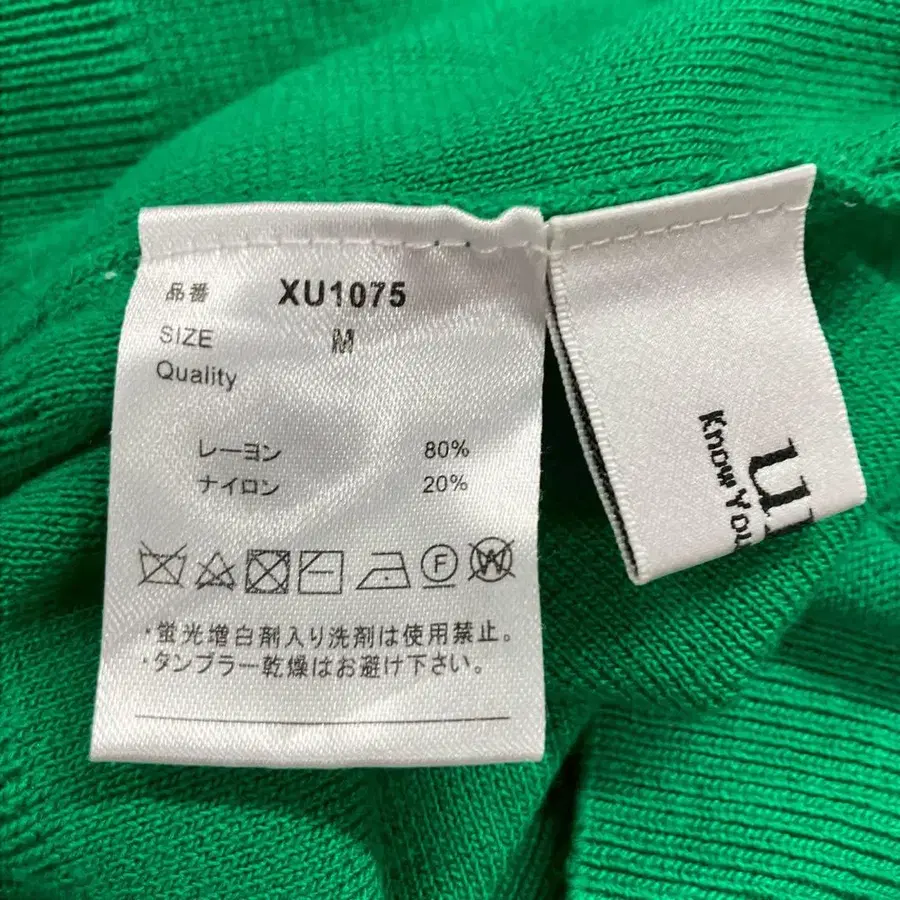 品番 XU1075
SIZE M
Quality
レーヨン 80%
ナイロン 20%
F
W
・蛍光増白剤入り洗剤は使用禁止。
・タンブラー乾燥はお避け下さい。
Know You